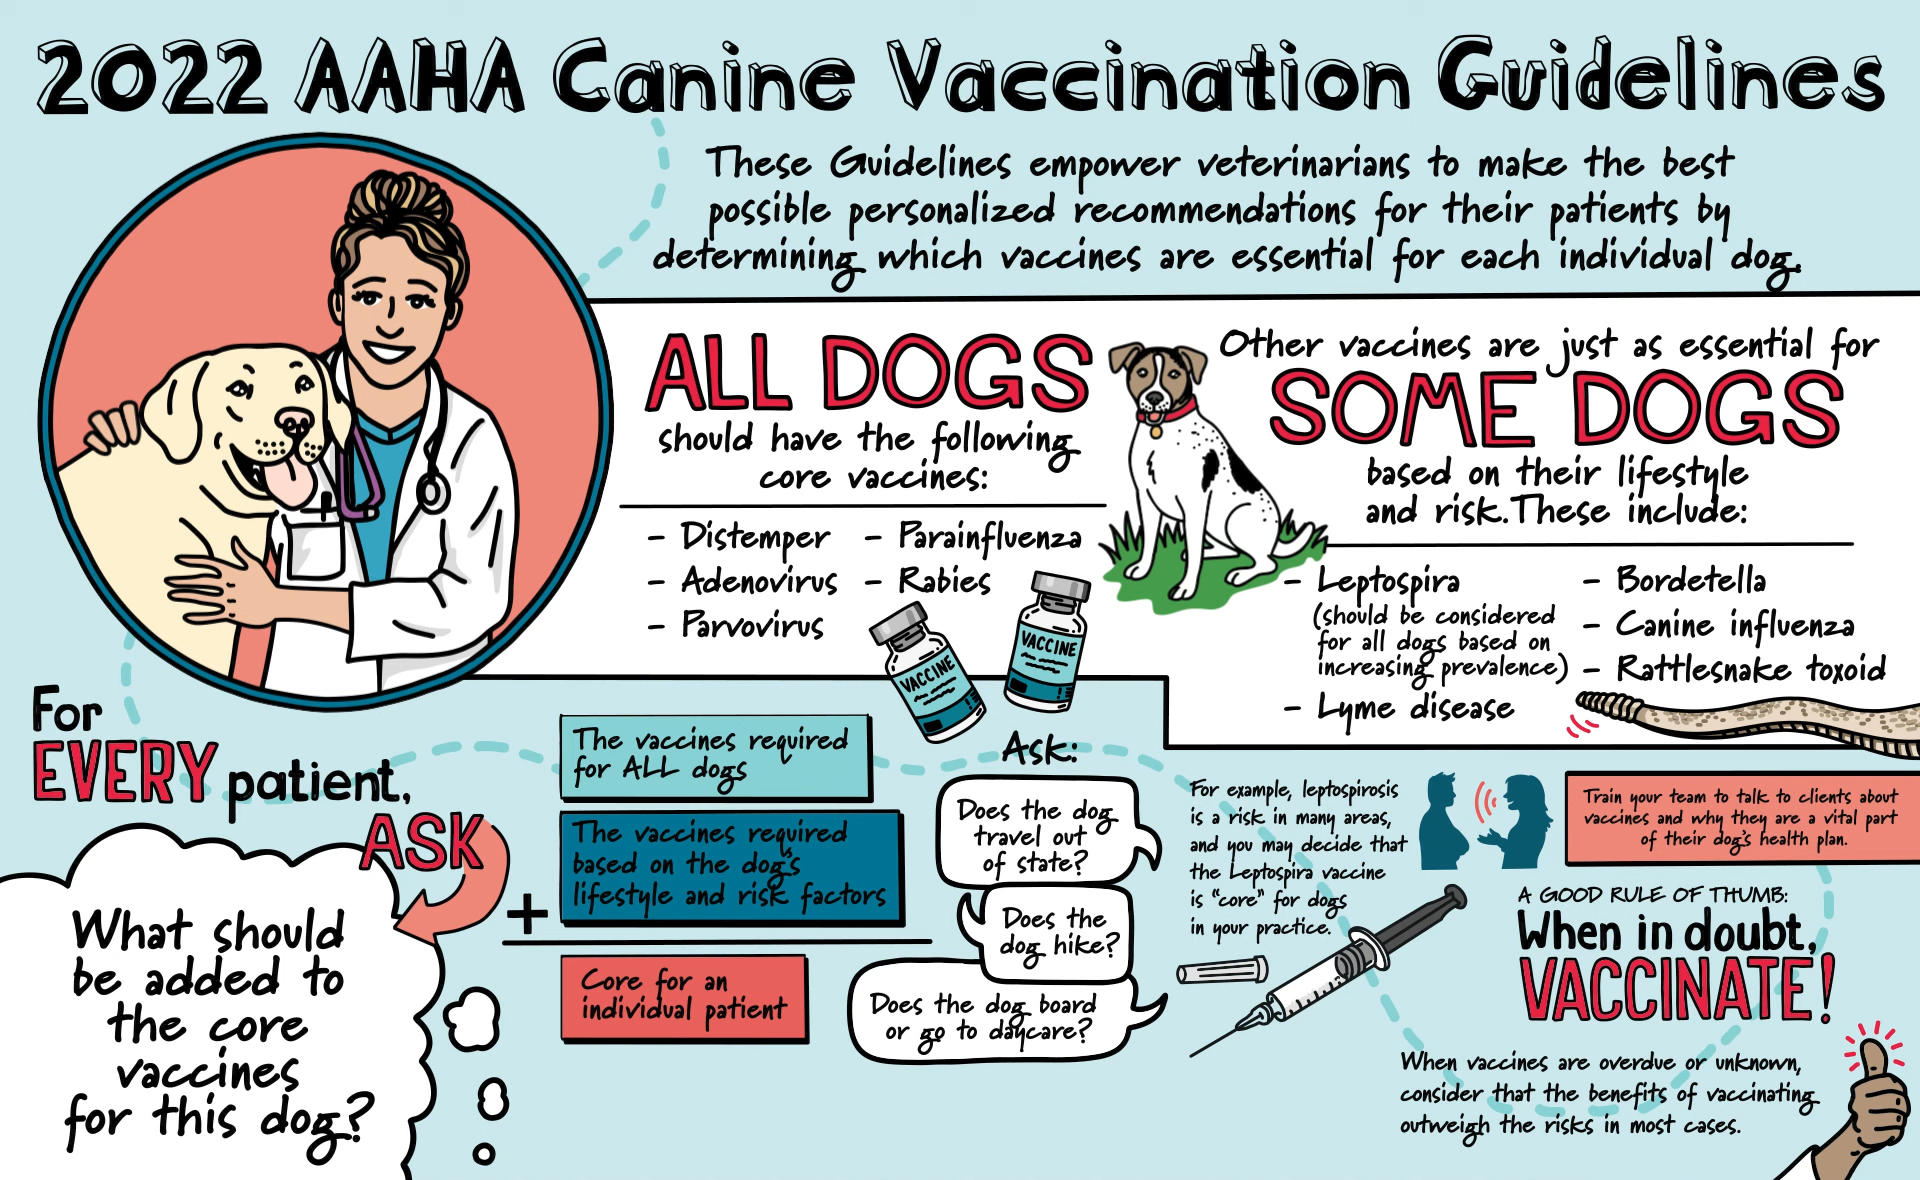 2022 AAHA Canine Vaccination Guidelines
These Guidelines empower veterinarians to make the best
possible personalized recommendations for their patients by
determining which vaccines are essential for each individual dog.
ALL DOGS
should have the following
core vaccines:
- Distemper
- Adenovirus
- Parvovirus
- Parainfluenza
- Rabies
VACCINE
VACCINE
Other vaccines are just as essential for
SOME DOGS
based on their lifestyle
and risk. These include:
- Leptospira
(should be considered
for all dogs based on
increasing prevalence)
- Lyme disease
- Bordetella
- Canine influenza
- Rattlesnake toxoid
For
EVERY patient,
ASK
What should
be added to
the core
vaccines
for this dog?
The vaccines required
for ALL dogs
+
The vaccines required
based on the dog's
lifestyle and risk factors
Core for an
individual patient
Ask:
Does the dog
travel out
of state?
Does the
dog hike?
Does the dog board
or go to daycare?
For example, leptospirosis
is a risk in many areas,
and you may decide that
the Leptospira vaccine
is "core" for dogs
in your practice.
Train your team to talk to clients about
vaccines and why they are a vital part
of their dog's health plan.
A GOOD RULE OF THUMB:
When in doubt,
VACCINATE!
When vaccines are overdue or unknown,
consider that the benefits of vaccinating
outweigh the risks in most cases.